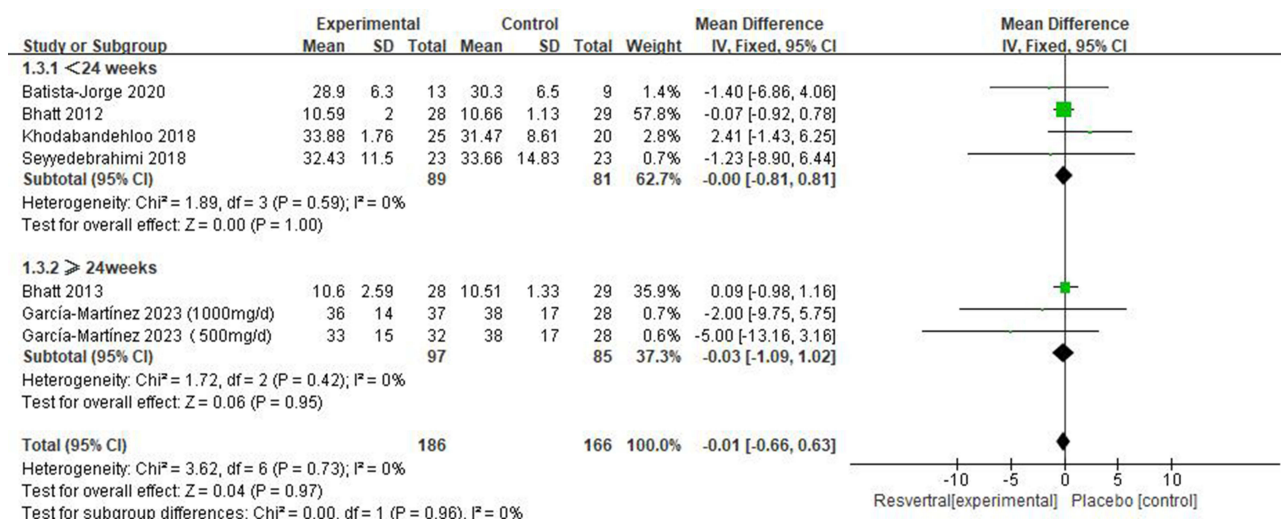 Experimental Control Mean Difference Mean Difference
Study or Subgroup Mean SD Total Mean SD Total Weight IV, Fixed, 95% CI IV, Fixed, 95% CI
1.3.1 <24 weeks
Batista-Jorge 2020 28.9 6.3 13 30.3 6.5 9 1.4% -1.40 [-6.86, 4.06]
Bhatt 2012 10.59 2 28 10.66 1.13 29 57.8% -0.07 [-0.92, 0.78]
Khodabandehloo 2018 33.88 1.76 25 31.47 8.61 20 2.8% 2.41 [-1.43, 6.25]
Seyyedebrahimi 2018 32.43 11.5 23 33.66 14.83 23 0.7% -1.23 [-8.90, 6.44]
Subtotal (95% CI) 89 81 62.7% -0.00 [-0.81, 0.81]
Heterogeneity: Chi² = 1.89, df = 3 (P = 0.59); I² = 0%
Test for overall effect: Z = 0.00 (P = 1.00)
1.3.2 ⩾ 24weeks
Bhatt 2013 10.6 2.59 28 10.51 1.33 29 35.9% 0.09 [-0.98, 1.16]
García-Martínez 2023 (1000mg/d) 36 14 37 38 17 28 0.7% -2.00 [-9.75, 5.75]
García-Martínez 2023 (500mg/d) 33 15 32 38 17 28 0.6% -5.00 [-13.16, 3.16]
Subtotal (95% CI) 97 85 37.3% -0.03 [-1.09, 1.02]
Heterogeneity: Chi² = 1.72, df = 2 (P = 0.42); I² = 0%
Test for overall effect: Z = 0.06 (P = 0.95)
Total (95% CI) 186 166 100.0% -0.01 [-0.66, 0.63]
Heterogeneity: Chi² = 3.62, df = 6 (P = 0.73); I² = 0%
Test for overall effect: Z = 0.04 (P = 0.97)
Test for subgroup differences: Chi² = 0.00, df = 1 (P = 0.96), I² = 0%
-10 -5 0 5 10
Resvertral[experimental] Placebo [control]